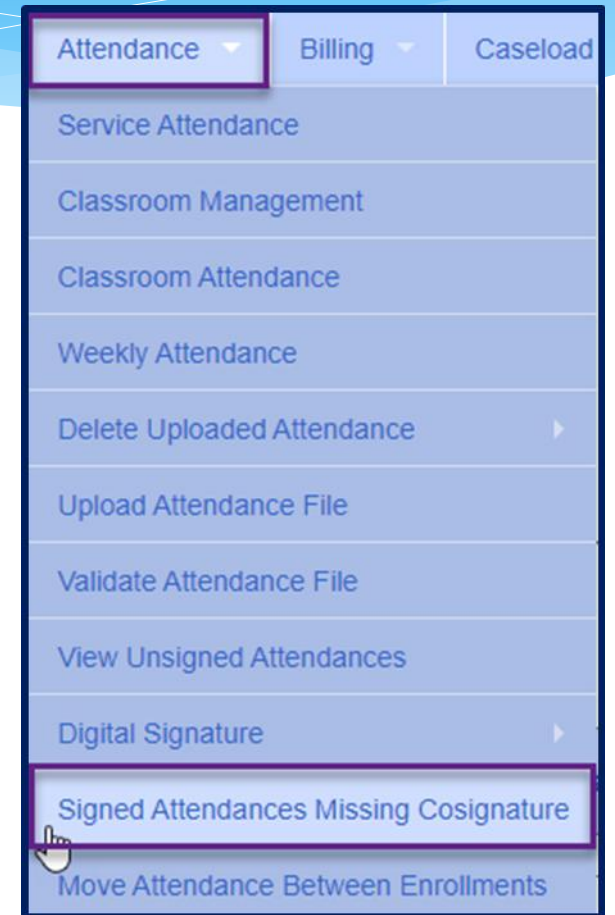 Attendance Billing Caseload
Service Attendance
Classroom Management
Classroom Attendance
Weekly Attendance
Delete Uploaded Attendance
Upload Attendance File
Validate Attendance File
View Unsigned Attendances
Digital Signature
Signed Attendances Missing Cosignature
Move Attendance Between Enrollments